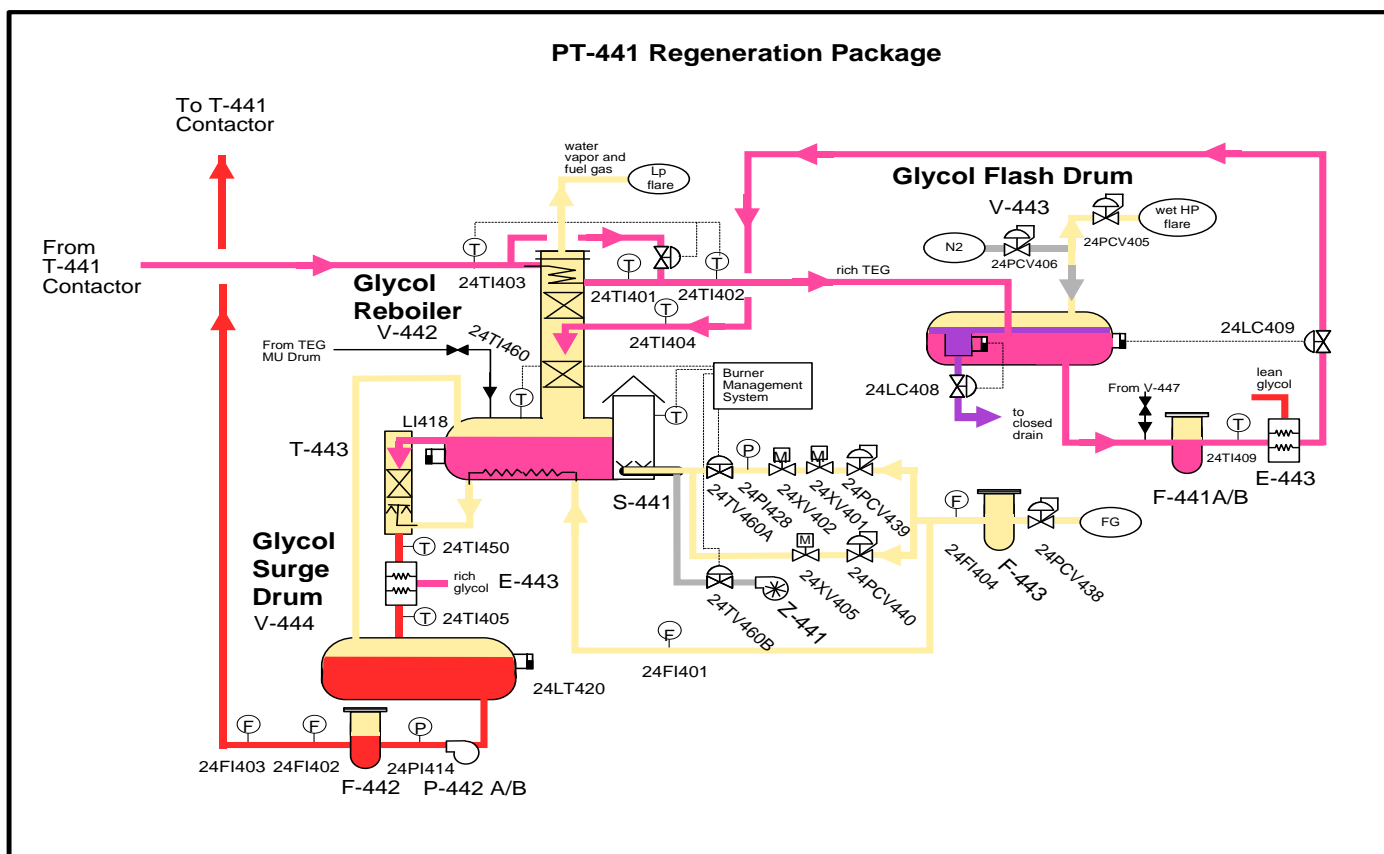 PT-441 Regeneration Package
To T-441
Contactor
water
vapor and
fuel gas
Lp
flare
Glycol Flash Drum
V-443
wet HP
flare
N2
24PCV405
24PCV406
From
T-441
Contactor
T
T
T
24TI403
24TI401
24TI402
rich TEG
Glycol
Reboiler
V-442
T
24TI404
24LC409
From TEG
MU Drum
24TI460
T
Burner
Management
System
T
24LC408
to
closed
drain
From V-447
lean
glycol
T
24TI409
E-443
F-441A/B
LI418
T-443
S-441
P
M
M
24TV460A
24PI428
24XV402
24XV401
24PCV439
F
FG
24FI404
F-443
24PCV438
M
24XV405
24PCV440
24TV460B
Z-441
Glycol
Surge
Drum
V-444
T
24TI450
rich
glycol
E-443
T
24TI405
F
24FI401
24LT420
F
F
P
24FI403
24FI402
24PI414
F-442
P-442 A/B